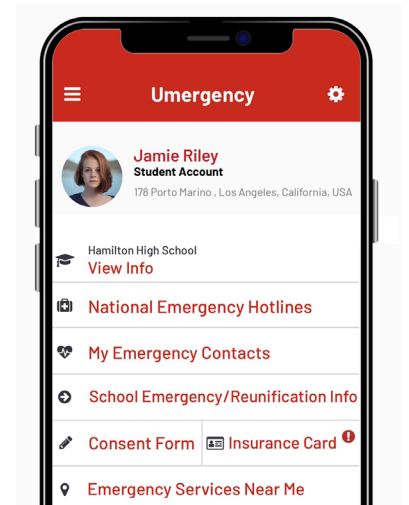 Umergency
Jamie Riley
Student Account
178 Porto Marino , Los Angeles, California, USA
Hamilton High School
View Info
National Emergency Hotlines
My Emergency Contacts
School Emergency/Reunification Info
Consent Form Insurance Card
Emergency Services Near Me